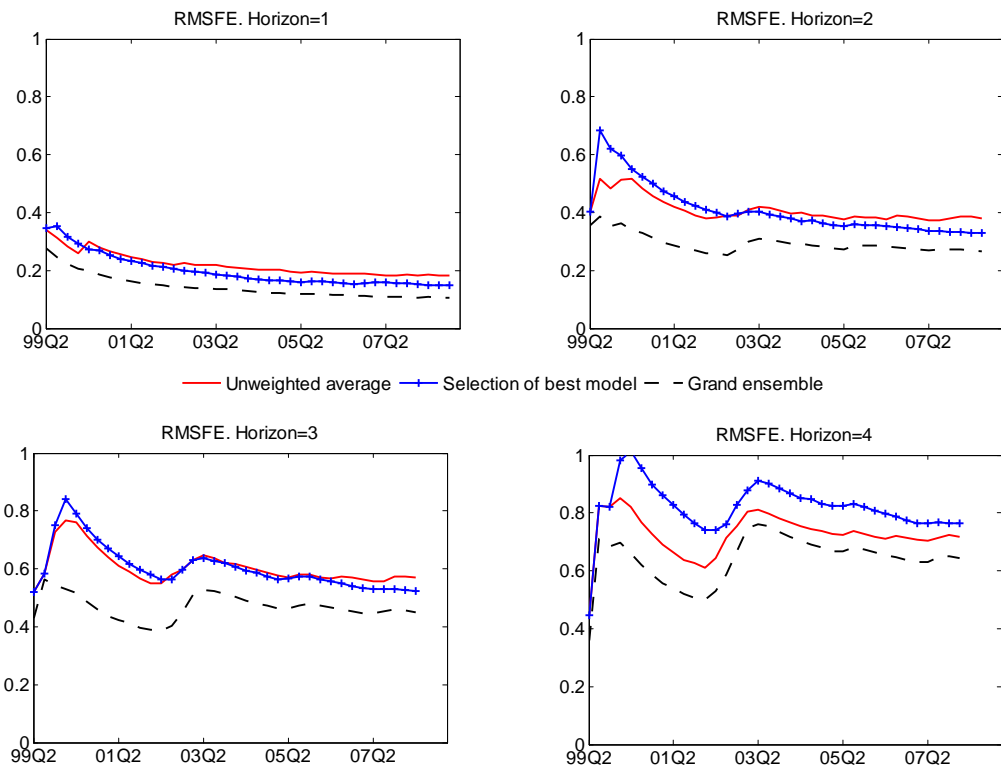 RMSFE. Horizon=1
1
0.8
0.6
0.4
0.2
0
99Q2 01Q2 03Q2 05Q2 07Q2
RMSFE. Horizon=2
1
0.8
0.6
0.4
0.2
0
99Q2 01Q2 03Q2 05Q2 07Q2
Unweighted average Selection of best model Grand ensemble
RMSFE. Horizon=3
1
0.8
0.6
0.4
0.2
0
99Q2 01Q2 03Q2 05Q2 07Q2
RMSFE. Horizon=4
1
0.8
0.6
0.4
0.2
0
99Q2 01Q2 03Q2 05Q2 07Q2